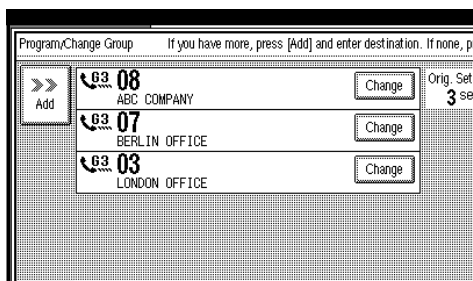 Program/Change Group If you have more, press [Add] and enter destination. If none, p
Add
G3 08 Change
ABC COMPANY
G3 07 Change
BERLIN OFFICE
G3 03 Change
LONDON OFFICE
Orig. Set
3 se